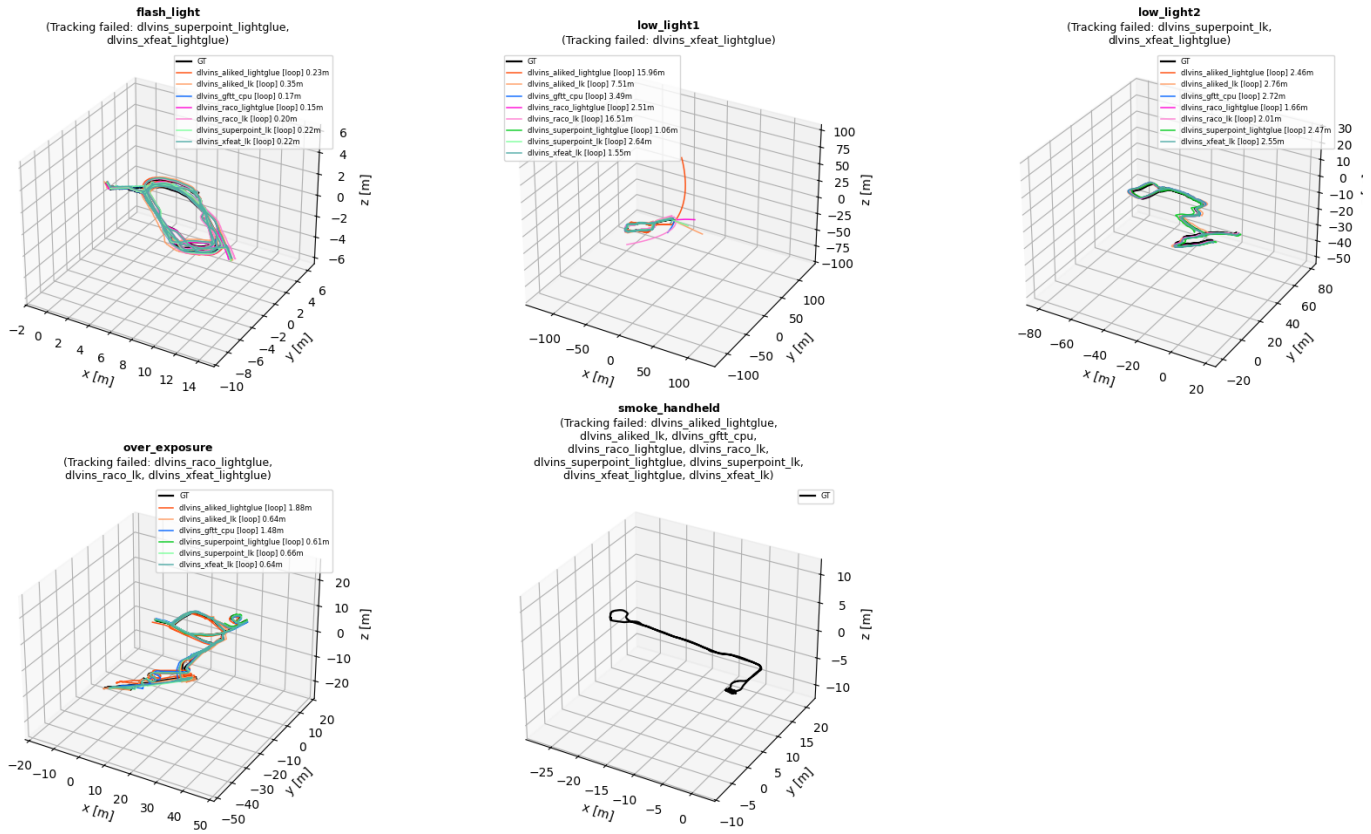 flash_light
(Tracking failed: dlvins_superpoint_lightglue,
dlvins_xfeat_lightglue)
GT
dlvins_aliked_lightglue [loop] 0.23m
dlvins_aliked_lk [loop] 0.35m
dlvins_gftt_cpu [loop] 0.17m
dlvins_raco_lightglue [loop] 0.15m
dlvins_raco_lk [loop] 0.20m
dlvins_superpoint_lk [loop] 0.22m
dlvins_xfeat_lk [loop] 0.22m
6
4
2
0
−2
−4
−6
z [m]
−2
0
2
4
6
8
10
12
14
x [m]
−10
−8
−6
−4
−2
0
2
4
6
y [m]
low_light1
(Tracking failed: dlvins_xfeat_lightglue)
GT
dlvins_aliked_lightglue [loop] 15.96m
dlvins_aliked_lk [loop] 7.51m
dlvins_gftt_cpu [loop] 3.49m
dlvins_raco_lightglue [loop] 2.51m
dlvins_raco_lk [loop] 16.51m
dlvins_superpoint_lightglue [loop] 1.06m
dlvins_superpoint_lk [loop] 2.64m
dlvins_xfeat_lk [loop] 1.55m
100
75
50
25
0
−25
−50
−75
−100
z [m]
−100
−50
0
50
100
x [m]
−100
−50
0
50
100
y [m]
low_light2
(Tracking failed: dlvins_superpoint_lk,
dlvins_xfeat_lightglue)
GT
dlvins_aliked_lightglue [loop] 2.46m
dlvins_aliked_lk [loop] 2.76m
dlvins_gftt_cpu [loop] 2.72m
dlvins_raco_lightglue [loop] 1.66m
dlvins_raco_lk [loop] 2.01m
dlvins_superpoint_lightglue [loop] 2.47m
dlvins_xfeat_lk [loop] 2.55m
30
20
10
0
−10
−20
−30
−40
−50
−80
−60
−40
−20
0
20
x [m]
−20
0
20
40
60
80
y [m]
over_exposure
(Tracking failed: dlvins_raco_lightglue,
dlvins_raco_lk, dlvins_xfeat_lightglue)
GT
dlvins_aliked_lightglue [loop] 1.88m
dlvins_aliked_lk [loop] 0.64m
dlvins_gftt_cpu [loop] 1.48m
dlvins_superpoint_lightglue [loop] 0.61m
dlvins_superpoint_lk [loop] 0.66m
dlvins_xfeat_lk [loop] 0.64m
20
10
0
−10
−20
z [m]
−20
−10
0
10
20
30
40
50
x [m]
−50
−40
−30
−20
−10
0
10
20
y [m]
smoke_handheld
(Tracking failed: dlvins_aliked_lightglue,
dlvins_aliked_lk, dlvins_gftt_cpu,
dlvins_raco_lightglue, dlvins_raco_lk,
dlvins_superpoint_lightglue, dlvins_superpoint_lk,
dlvins_xfeat_lightglue, dlvins_xfeat_lk)
GT
10
5
0
−5
−10
z [m]
−25
−20
−15
−10
−5
0
x [m]
−10
−5
0
5
10
15
20
y [m]